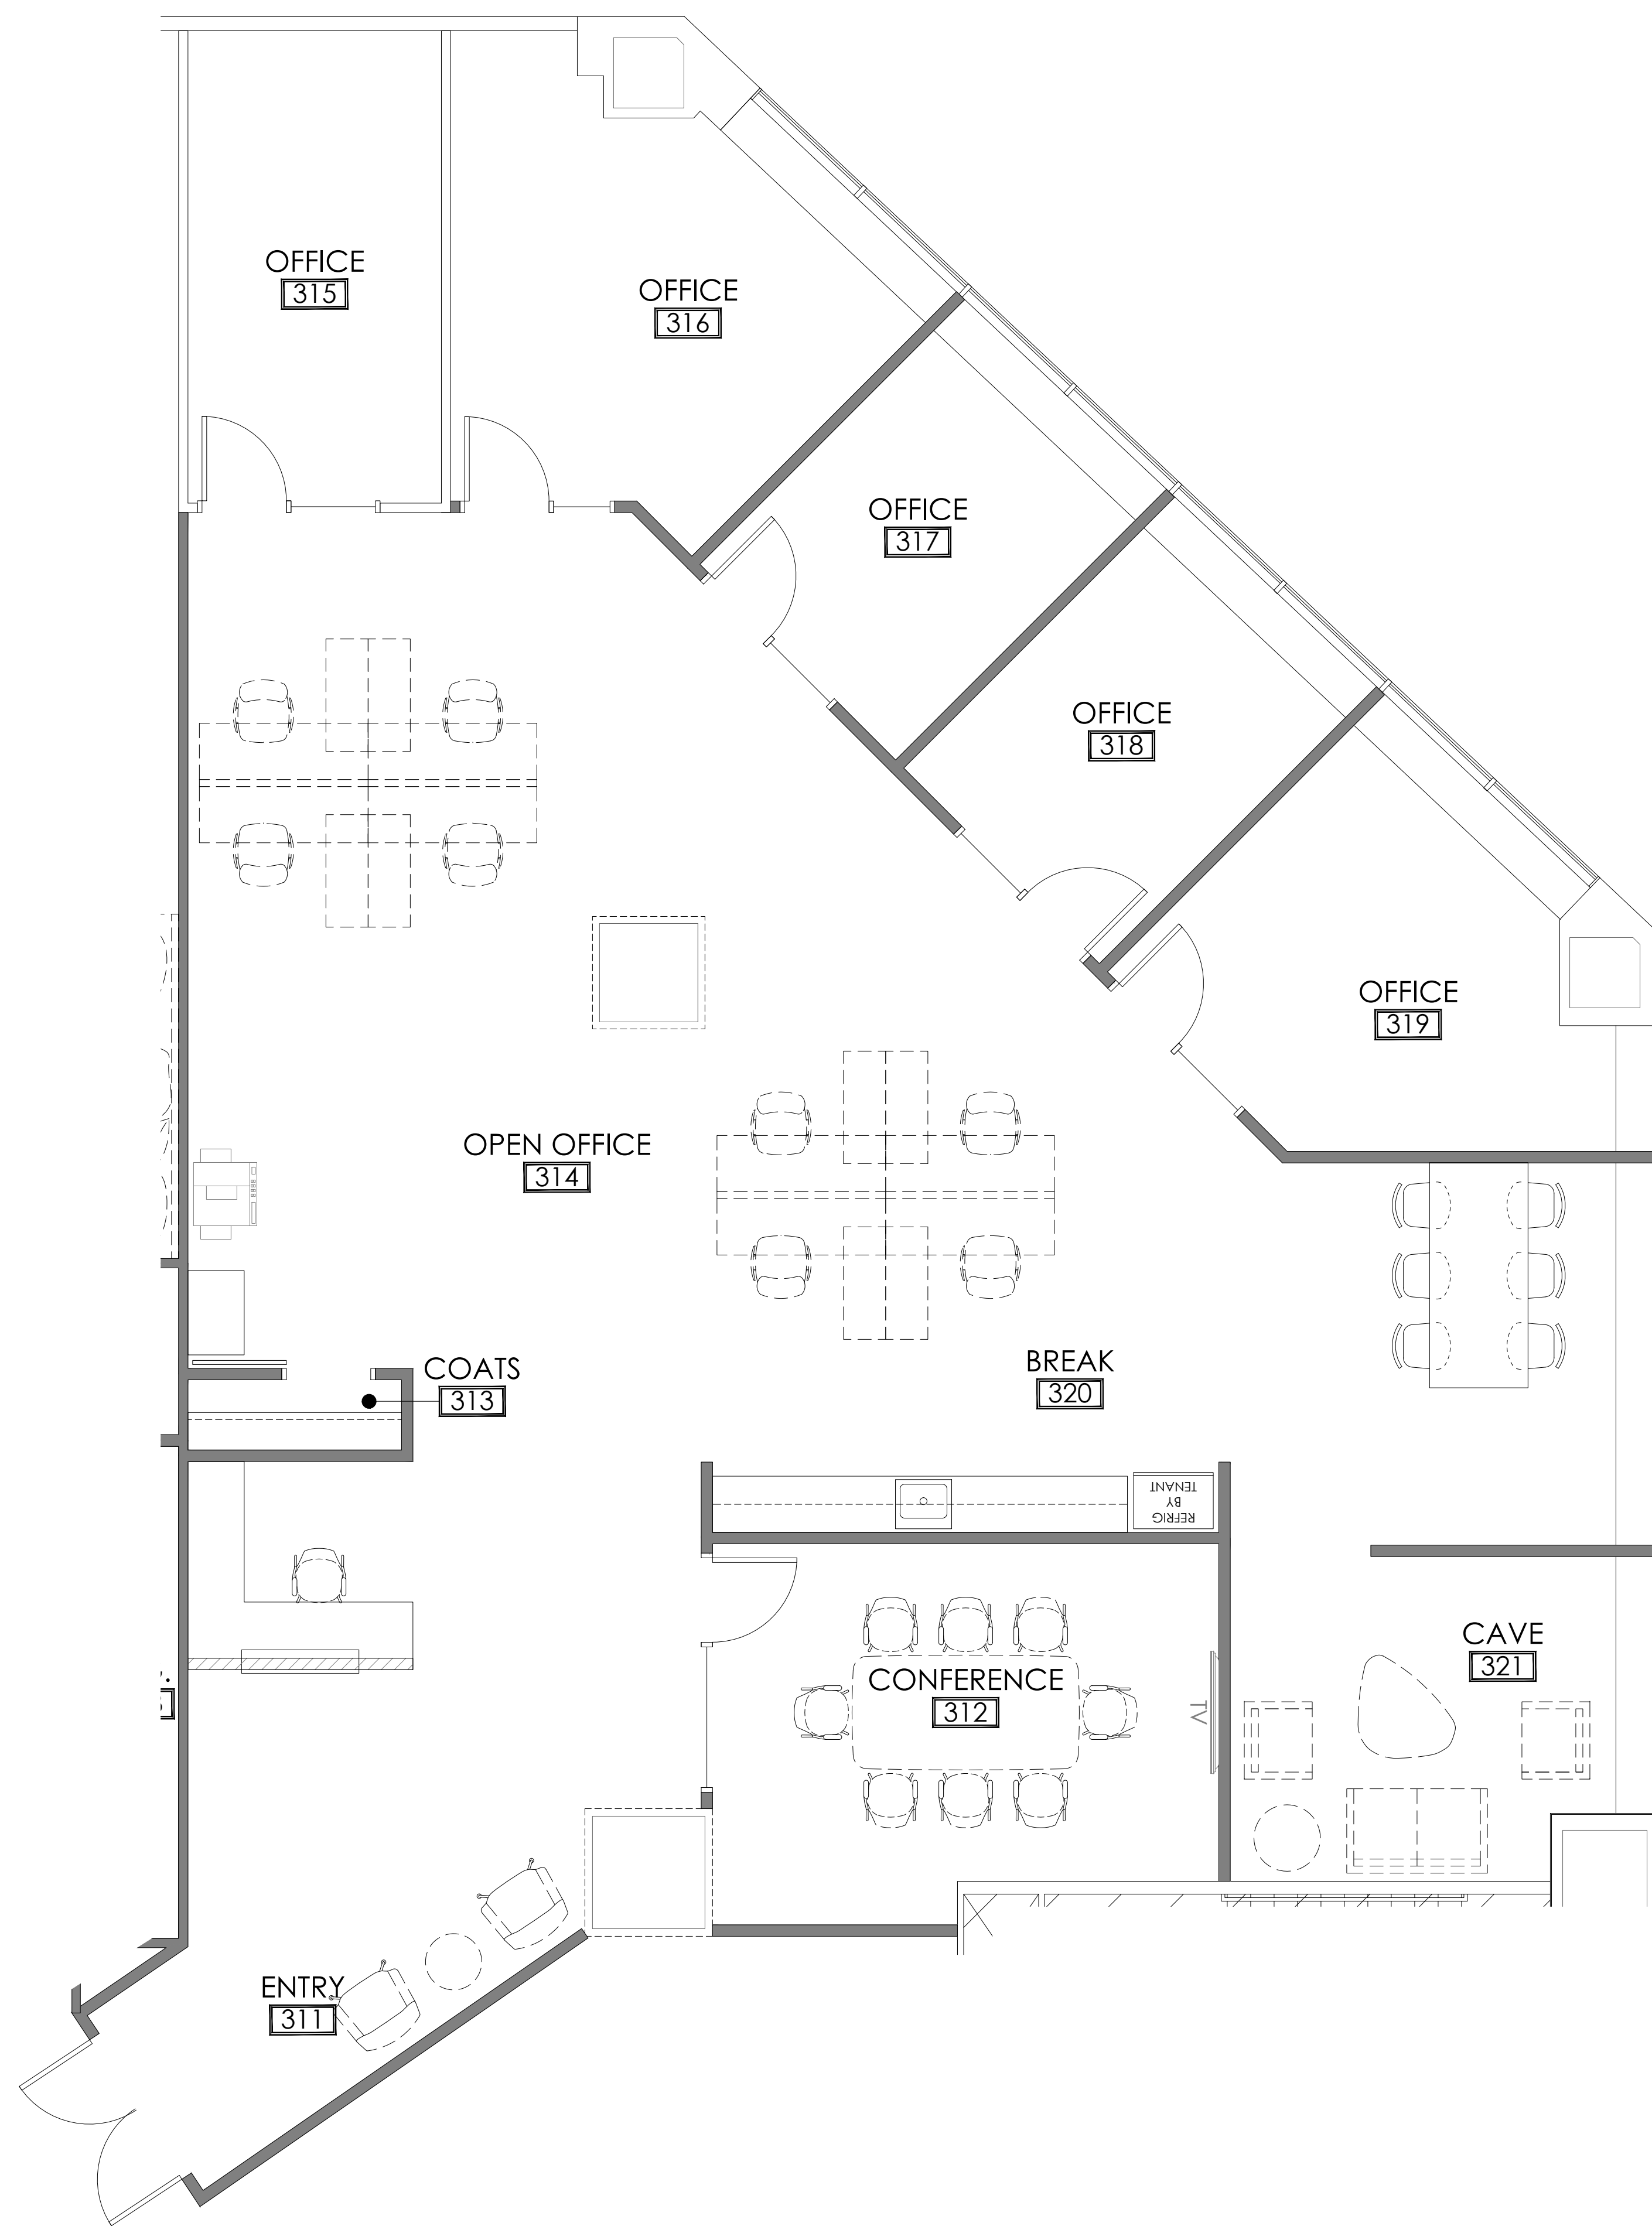 OFFICE
315
OFFICE
316
OFFICE
317
OFFICE
318
OFFICE
319
OPEN OFFICE
314
BREAK
320
COATS
313
REFRIG
BY
TENANT
CAVE
321
CONFERENCE
312
TV
ENTRY
311